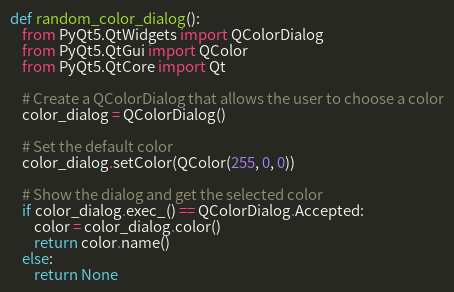 def random_color_dialog():
    from PyQt5.QtWidgets import QColorDialog
    from PyQt5.QtGui import QColor
    from PyQt5.QtCore import Qt

    # Create a QColorDialog that allows the user to choose a color
    color_dialog = QColorDialog()

    # Set the default color
    color_dialog.setColor(QColor(255, 0, 0))

    # Show the dialog and get the selected color
    if color_dialog.exec_() == QColorDialog.Accepted:
        color = color_dialog.color()
        return color.name()
    else:
        return None